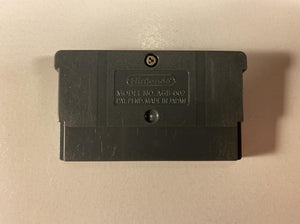 Nintendo
MODEL NO. AGB-002
PAT. PEND. MADE IN JAPAN